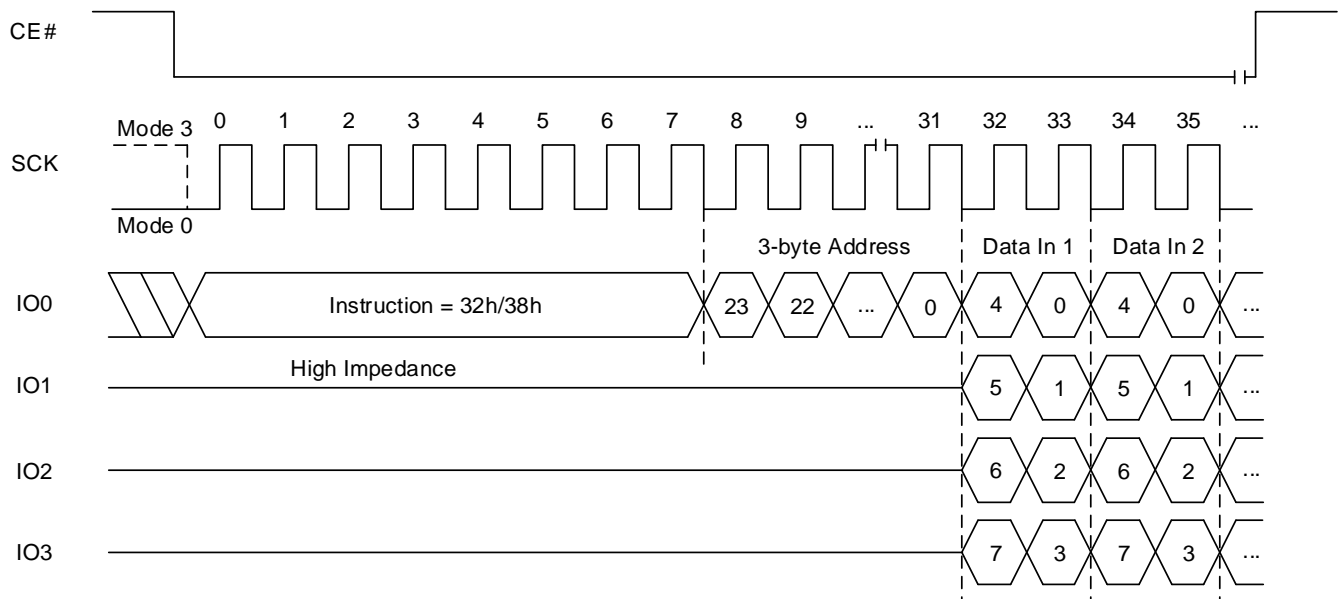 CE#
Mode 3 0 1 2 3 4 5 6 7 8 9 ... 31 32 33 34 35 ...
SCK
Mode 0
3-byte Address Data In 1 Data In 2
IO0 Instruction = 32h/38h 23 22 ... 0 4 0 4 0 ...
High Impedance
IO1 5 1 5 1 ...
IO2 6 2 6 2 ...
IO3 7 3 7 3 ...